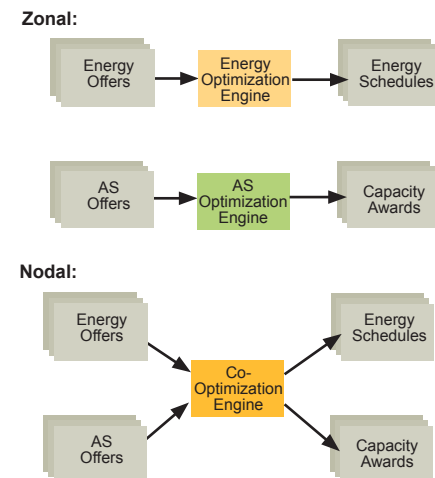 Zonal:
Energy
Offers
Energy
Optimization
Engine
Energy
Schedules
AS
Offers
AS
Optimization
Engine
Capacity
Awards
Nodal:
Energy
Offers
Energy
Schedules
Co-
Optimization
Engine
AS
Offers
Capacity
Awards